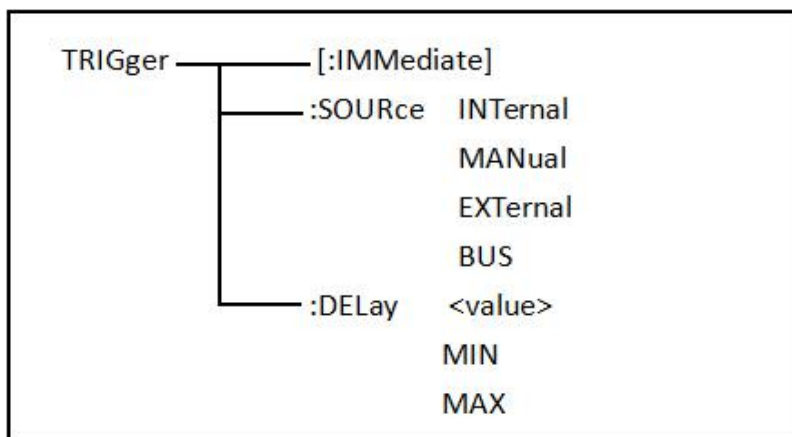 TRIGger [:IMMediate]
:SOURce INTernal
MANual
EXTernal
BUS
:DELay <value>
MIN
MAX